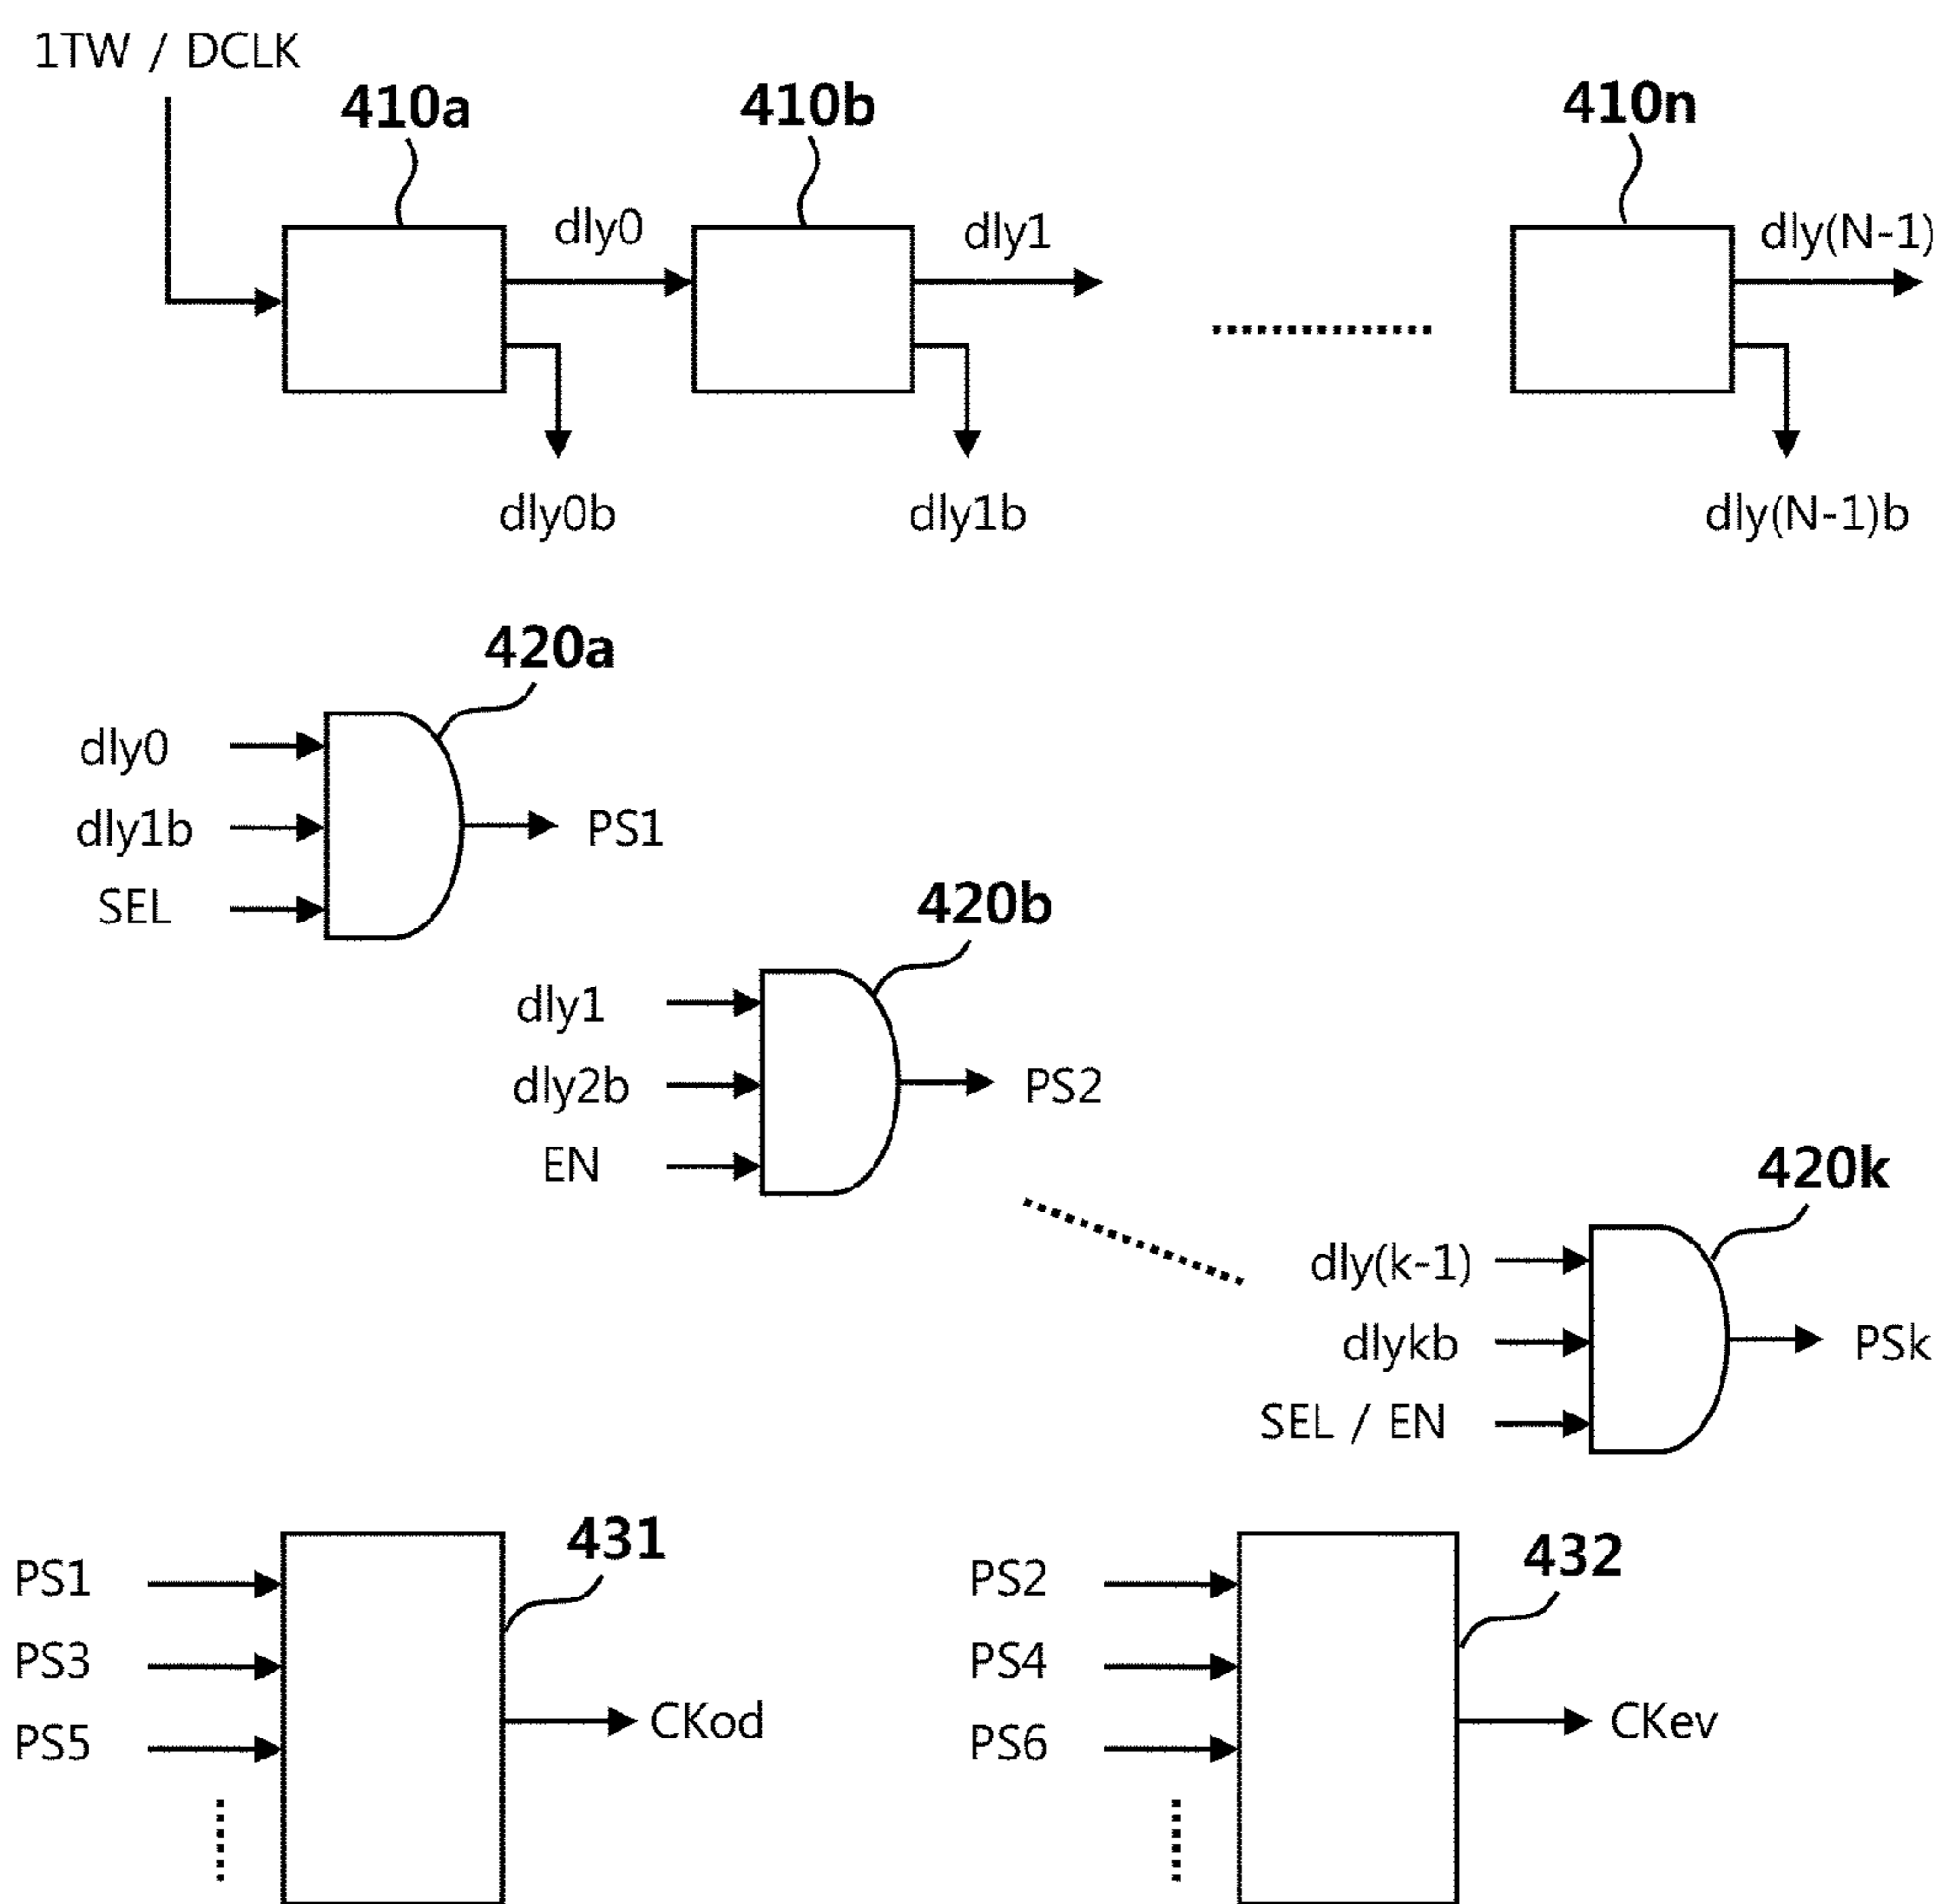 1TW / DCLK
410a
410b
410n
dly0
dly1
dly(N-1)
dly0b
dly1b
dly(N-1)b
420a
dly0
dly1b
SEL
PS1
420b
dly1
dly2b
EN
PS2
420k
dly(k-1)
dlykb
SEL / EN
PSk
431
PS1
PS3
PS5
CKod
432
PS2
PS4
PS6
CKev